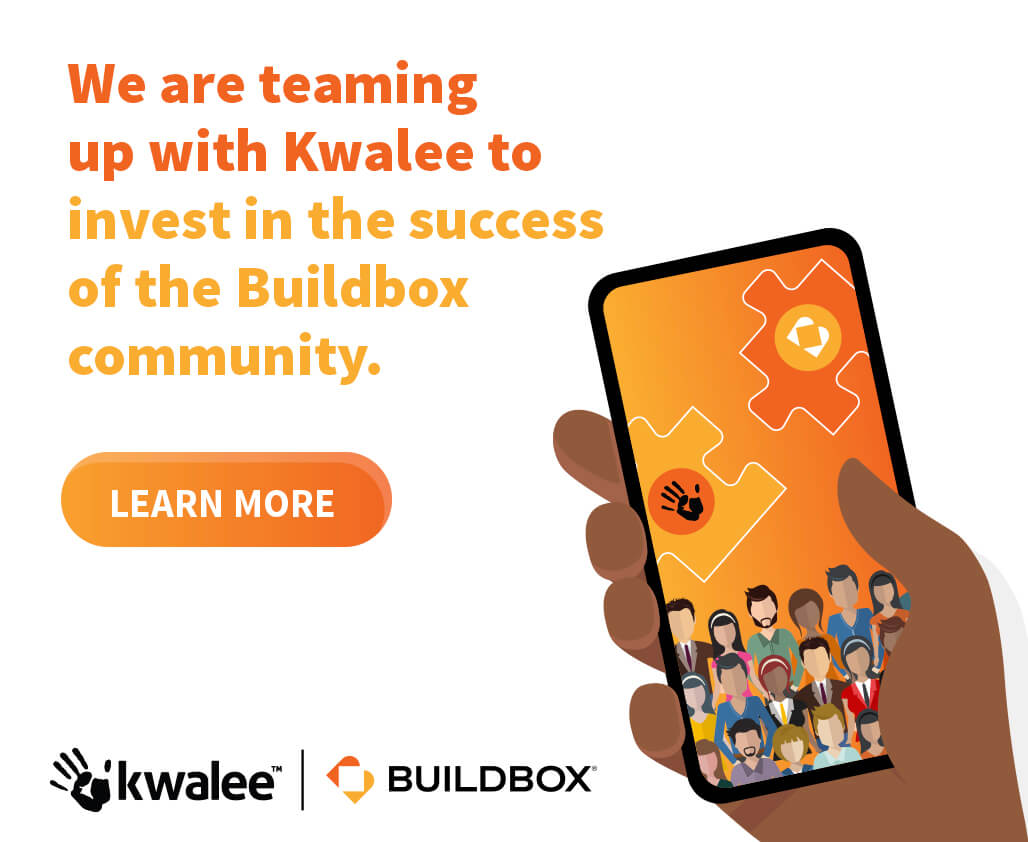 We are teaming
up with Kwalee to
invest in the success
of the Buildbox
community.
LEARN MORE
kwalee™ | BUILDBOX®